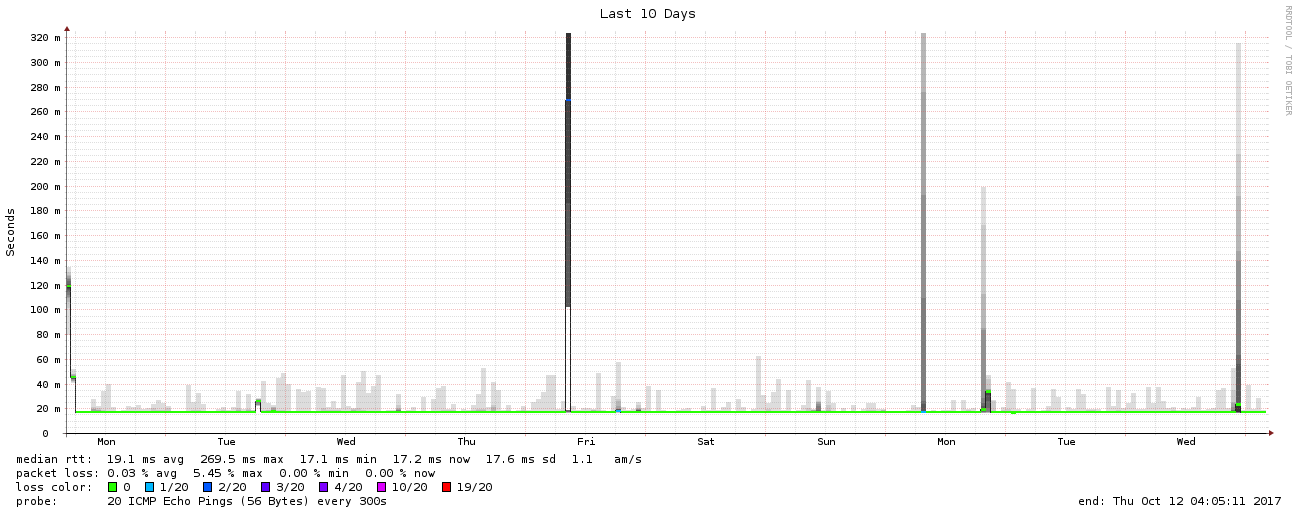 Last 10 Days
RRDTOOL / TOBI OETIKER
Seconds
320 m
300 m
280 m
260 m
240 m
220 m
200 m
180 m
160 m
140 m
120 m
100 m
80 m
60 m
40 m
20 m
0
Mon Tue Wed Thu Fri Sat Sun Mon Tue Wed
median rtt: 19.1 ms avg 269.5 ms max 17.1 ms min 17.2 ms now 17.6 ms sd 1.1 am/s
packet loss: 0.03 % avg 5.45 % max 0.00 % min 0.00 % now
loss color: 0 1/20 2/20 3/20 4/20 10/20 19/20
probe: 20 ICMP Echo Pings (56 Bytes) every 300s end: Thu Oct 12 04:05:11 2017